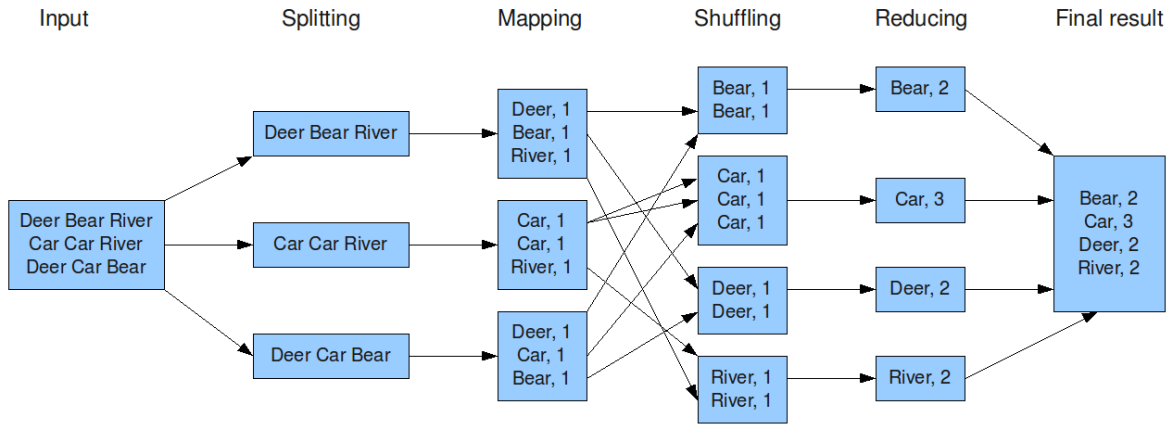 Input
Splitting
Mapping
Shuffling
Reducing
Final result
Deer Bear River
Car Car River
Deer Car Bear
Deer Bear River
Car Car River
Deer Car Bear
Deer, 1
Bear, 1
River, 1
Car, 1
Car, 1
River, 1
Deer, 1
Car, 1
Bear, 1
Bear, 1
Bear, 1
Car, 1
Car, 1
Car, 1
Deer, 1
Deer, 1
River, 1
River, 1
Bear, 2
Car, 3
Deer, 2
River, 2
Bear, 2
Car, 3
Deer, 2
River, 2